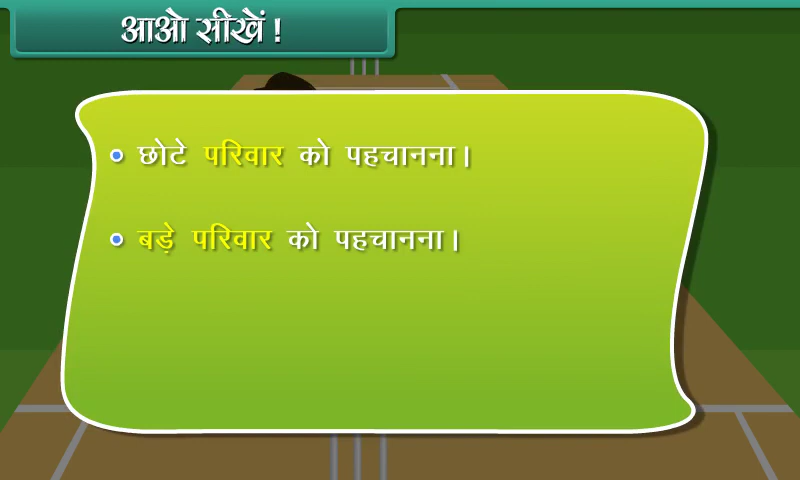 आओ सीखें !
छोटे परिवार को पहचानना।
बड़े परिवार को पहचानना।